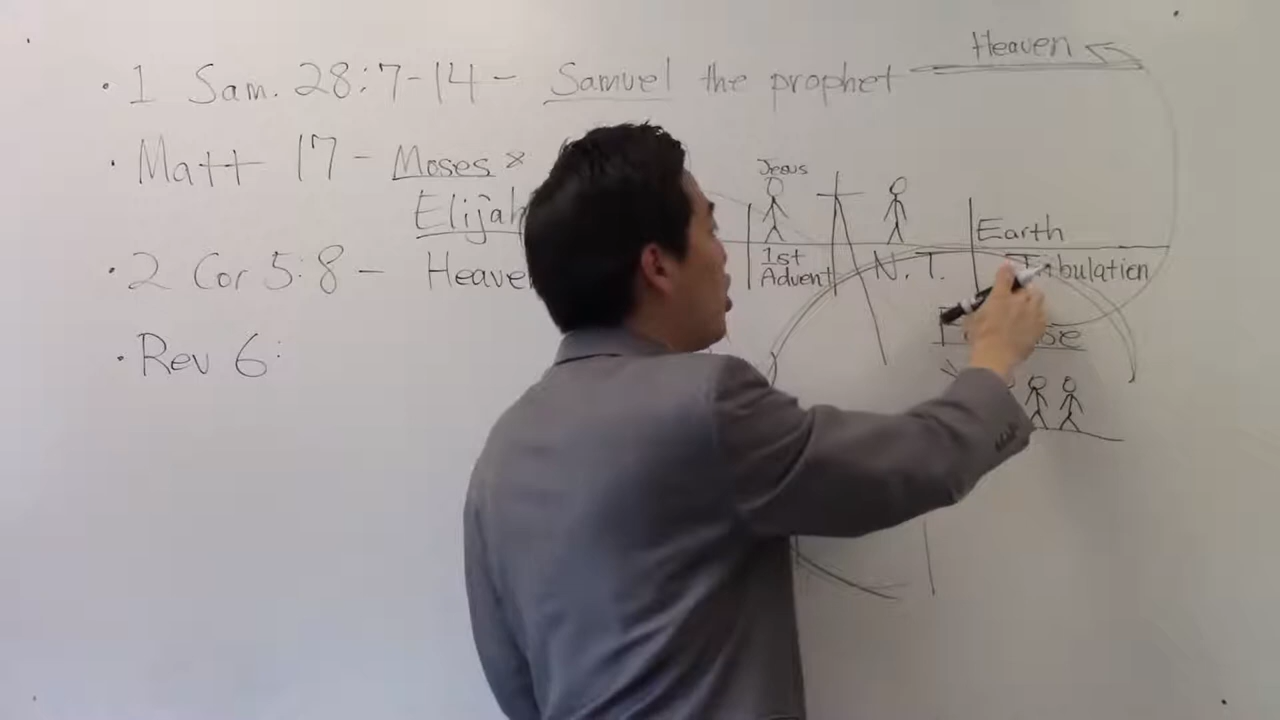 Heaven
• 1 Sam. 28:7-14 - Samuel the prophet
• Matt 17 - Moses *
Elijah
Jesus
Earth
1st
Advent
N. T.
Tribulation
• 2 Cor 5:8 - Heave
• Rev 6: